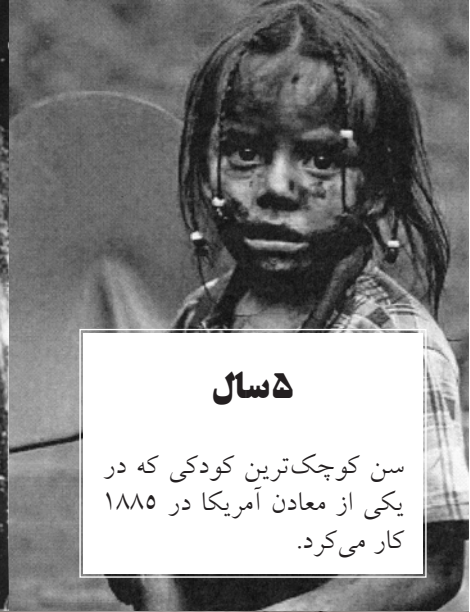 ۵سال
سن کوچک‌ترین کودکی که در
یکی از معادن آمریکا در ۱۸۸۵
کار می‌کرد.